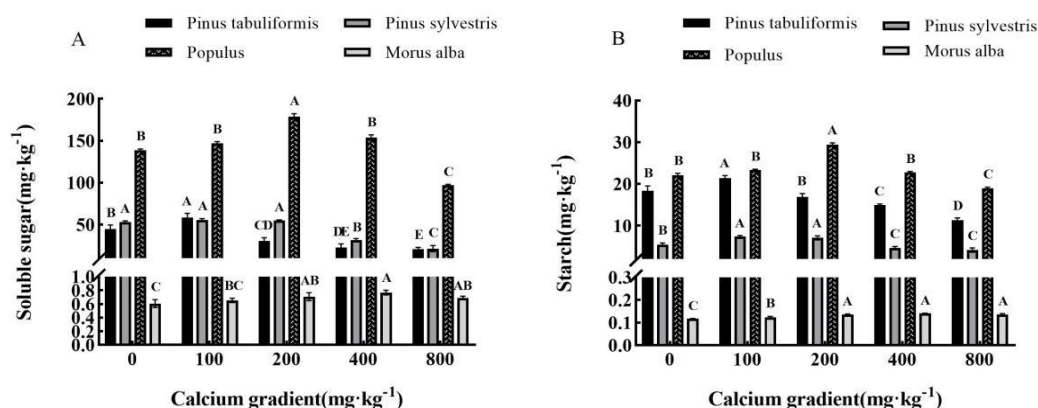 A
Pinus tabuliformis
Pinus sylvestris
Populus
Morus alba
Soluble sugar(mg·kg-1)
200
150
100
50
1.0
0.8
0.6
0.4
0.2
0.0
B A B C
A A B BC
CD A A AB
DE B B A
E C C AB
0 100 200 400 800
Calcium gradient(mg·kg-1)
B
Pinus tabuliformis
Pinus sylvestris
Populus
Morus alba
Starch(mg·kg-1)
40
30
20
10
0.3
0.2
0.1
0.0
B B B C
A A B B
B A A A
C C B A
D C C A
0 100 200 400 800
Calcium gradient(mg·kg-1)